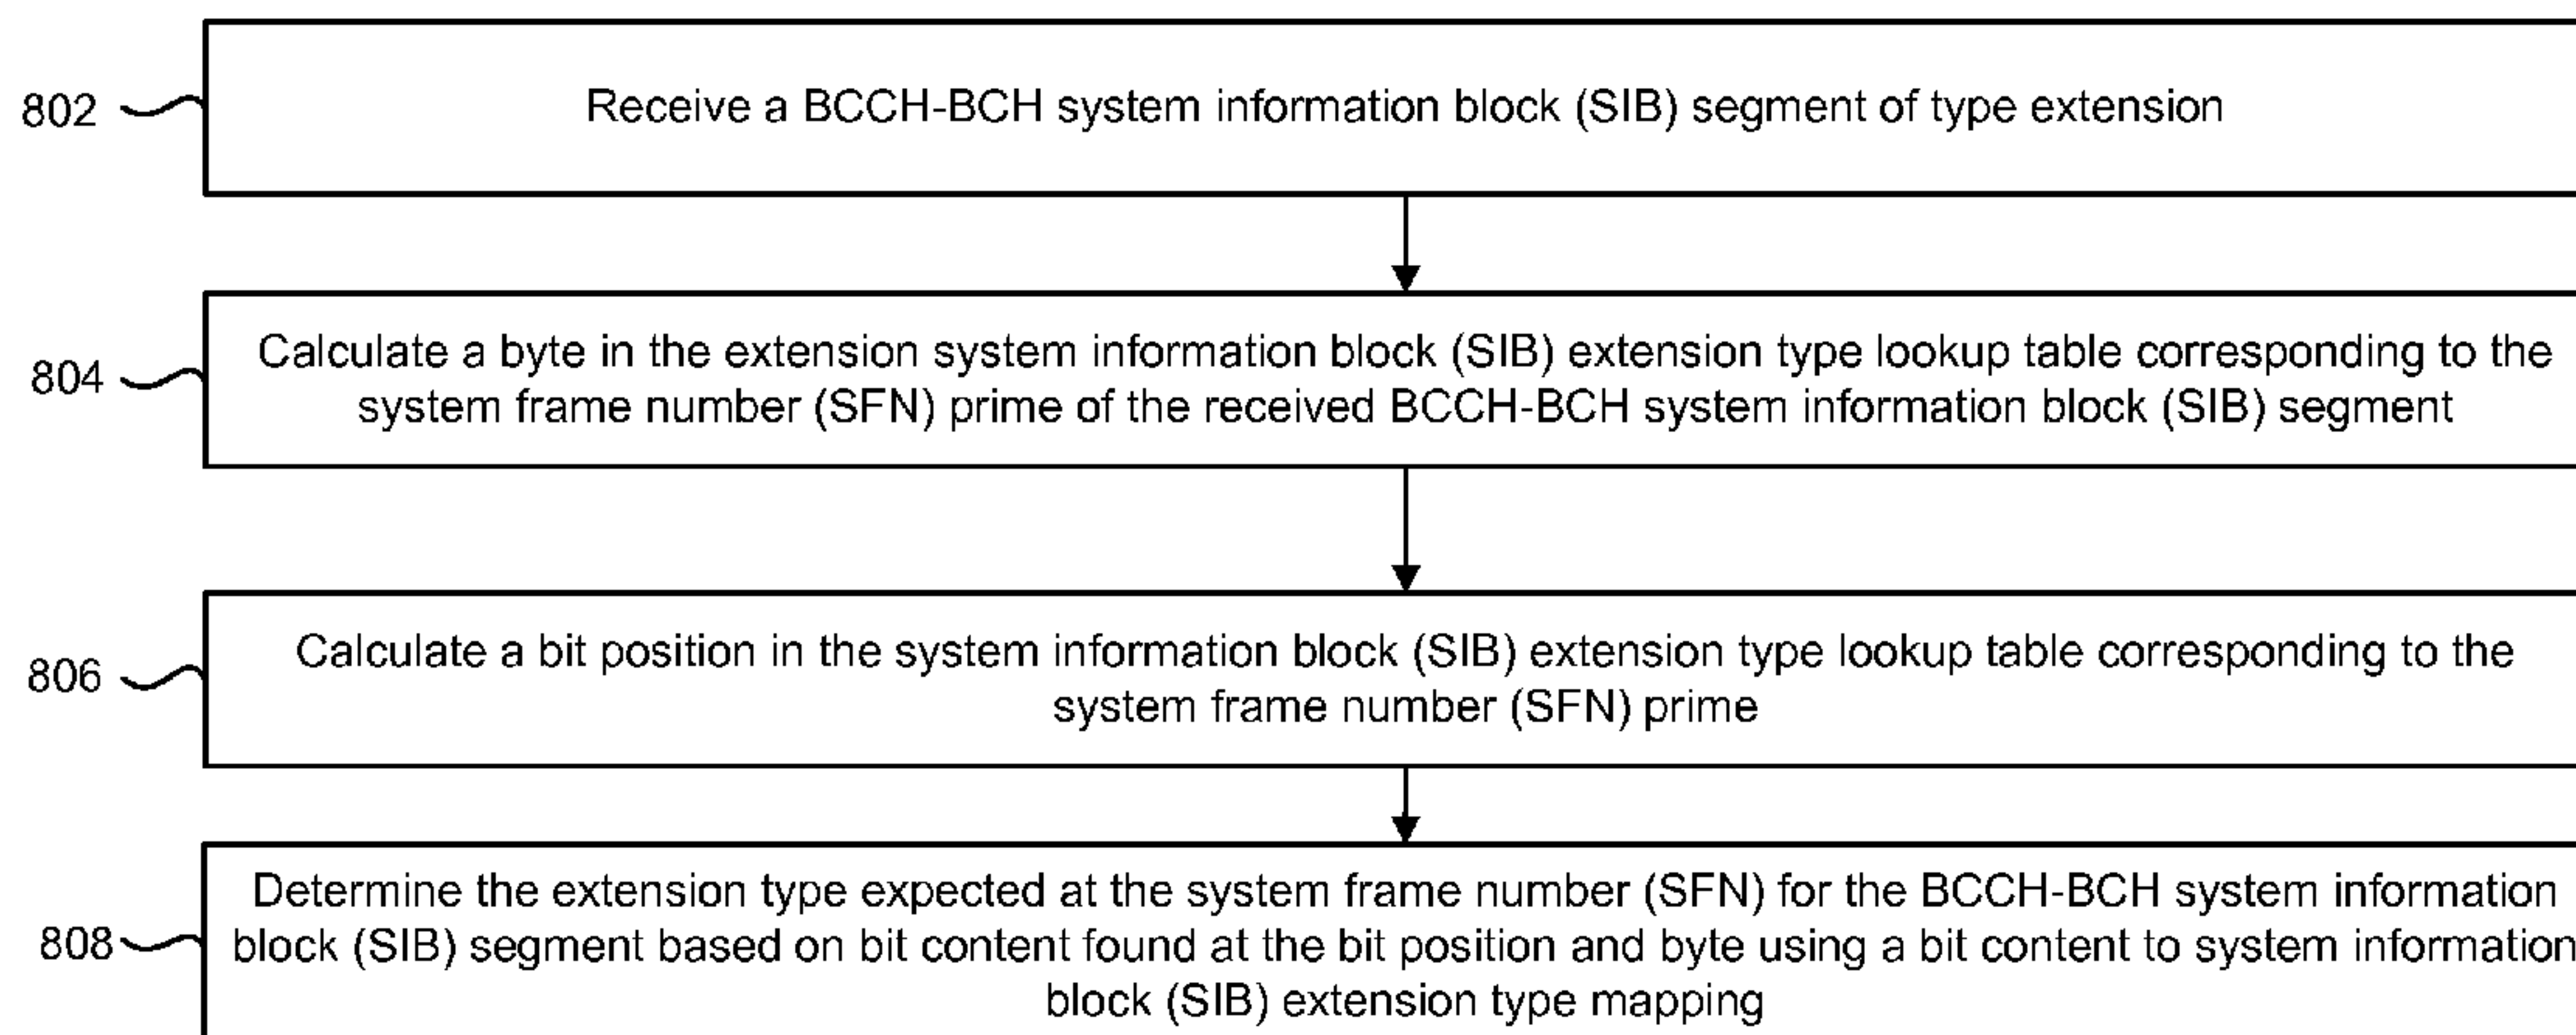 802
Receive a BCCH-BCH system information block (SIB) segment of type extension
804
Calculate a byte in the extension system information block (SIB) extension type lookup table corresponding to the
system frame number (SFN) prime of the received BCCH-BCH system information block (SIB) segment
806
Calculate a bit position in the system information block (SIB) extension type lookup table corresponding to the
system frame number (SFN) prime
808
Determine the extension type expected at the system frame number (SFN) for the BCCH-BCH system information
block (SIB) segment based on bit content found at the bit position and byte using a bit content to system information
block (SIB) extension type mapping